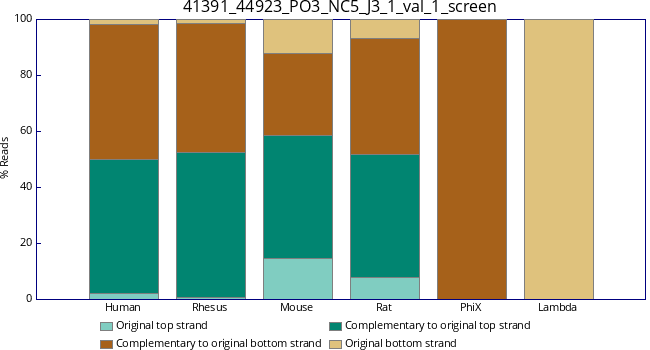 41391_44923_PO3_NC5_J3_1_val_1_screen
100
80
60
40
20
0
% Reads
Human Rhesus Mouse Rat PhiX Lambda
Original top strand Complementary to original top strand
Complementary to original bottom strand Original bottom strand